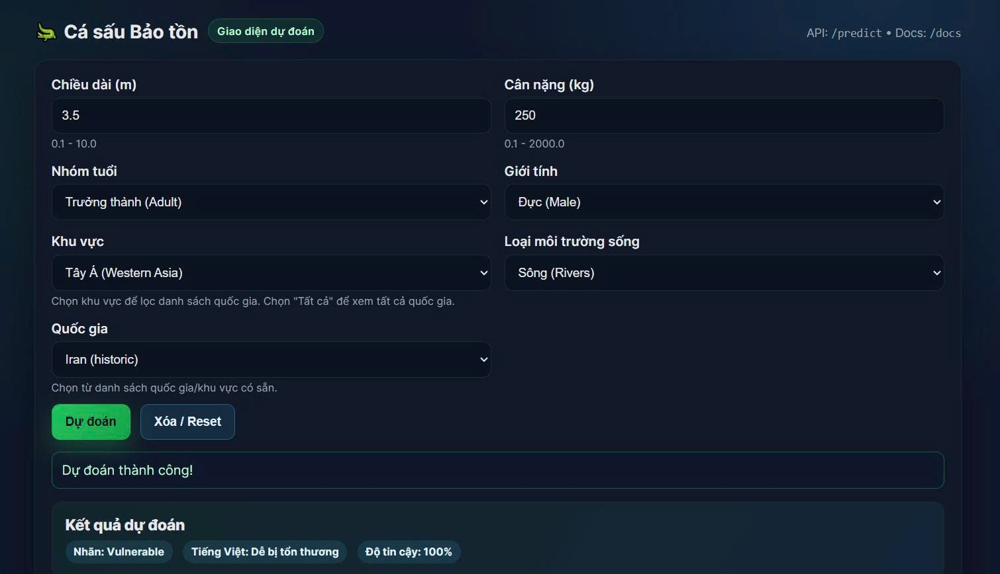 Cá sấu Bảo tồn
Giao diện dự đoán
API: /predict • Docs: /docs
Chiều dài (m)
3.5
0.1 - 10.0
Cân nặng (kg)
250
0.1 - 2000.0
Nhóm tuổi
Trưởng thành (Adult)
Giới tính
Đực (Male)
Khu vực
Tây Á (Western Asia)
Chọn khu vực để lọc danh sách quốc gia. Chọn "Tất cả" để xem tất cả quốc gia.
Loại môi trường sống
Sông (Rivers)
Quốc gia
Iran (historic)
Chọn từ danh sách quốc gia/khu vực có sẵn.
Dự đoán
Xóa / Reset
Dự đoán thành công!
Kết quả dự đoán
Nhãn: Vulnerable
Tiếng Việt: Dễ bị tổn thương
Độ tin cậy: 100%